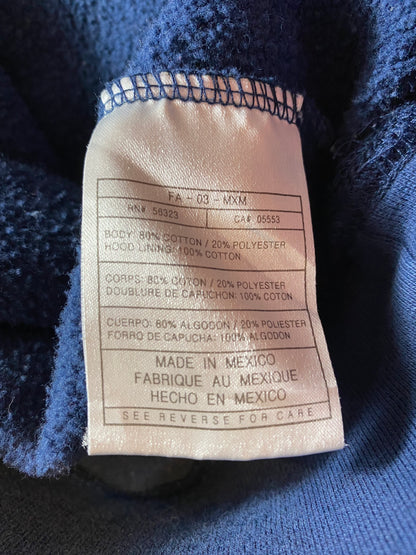 FA - 03 - MXM
RN# 56323 CA# 05553
BODY: 80% COTTON / 20% POLYESTER
HOOD LINING: 100% COTTON
CORPS: 80% COTON / 20% POLYESTER
DOUBLURE DE CAPUCHON: 100% COTON
CUERPO: 80% ALGODON / 20% POLIESTER
FORRO DE CAPUCHA: 100% ALGODON
MADE IN MEXICO
FABRIQUE AU MEXIQUE
HECHO EN MEXICO
SEE REVERSE FOR CARE